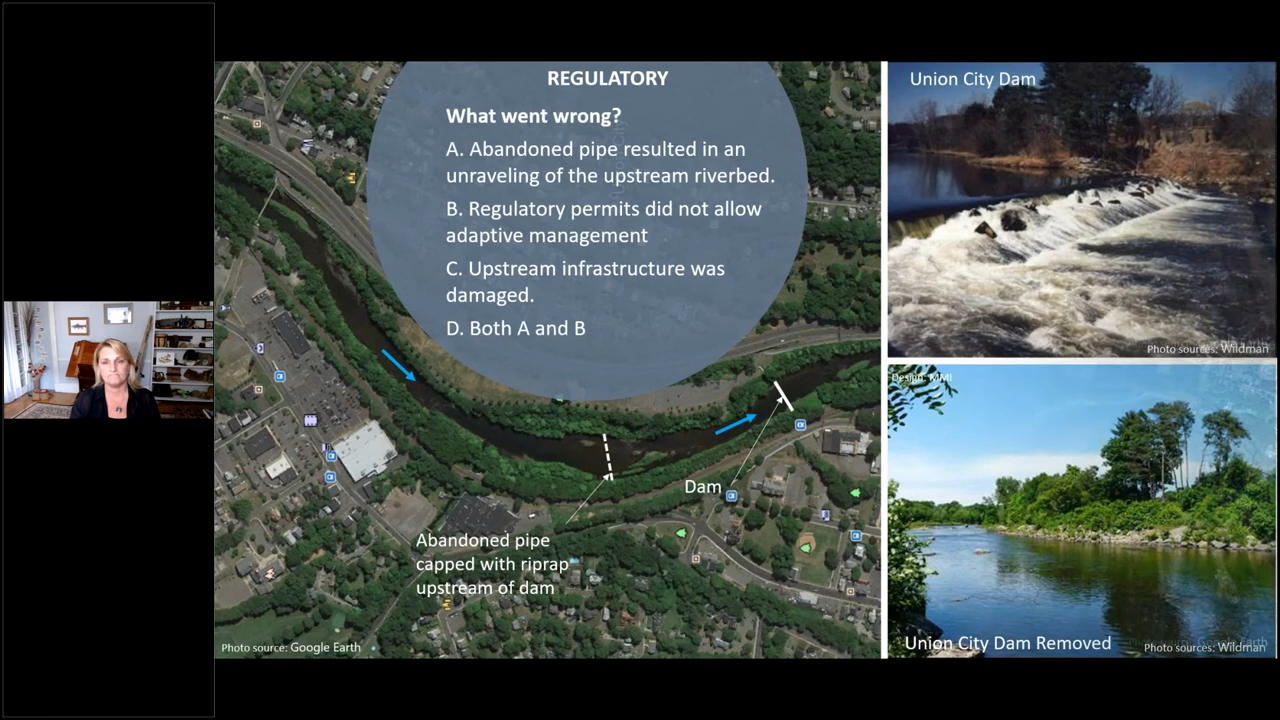 REGULATORY
What went wrong?
A. Abandoned pipe resulted in an
unraveling of the upstream riverbed.
B. Regulatory permits did not allow
adaptive management
C. Upstream infrastructure was
damaged.
D. Both A and B
Dam
Abandoned pipe
capped with riprap
upstream of dam
Photo source: Google Earth
Union City Dam
Photo sources: Wildman
Design: MMI
Union City Dam Removed
Photo sources: Wildman